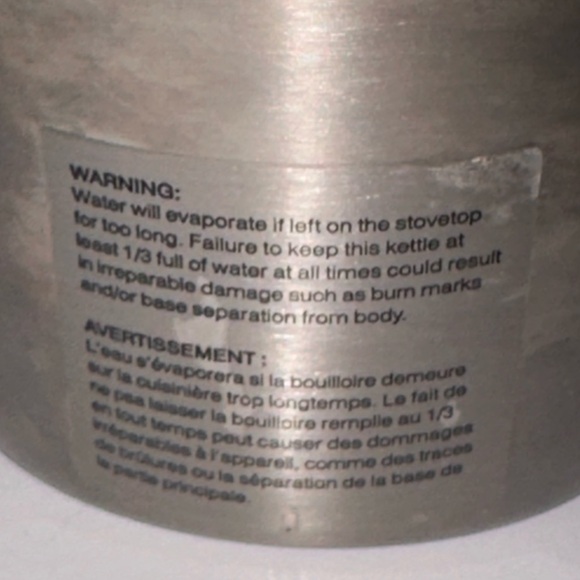 WARNING:
Water will evaporate if left on the stovetop
for too long. Failure to keep this kettle at
least 1/3 full of water at all times could result
in irreparable damage such as burn marks
and/or base separation from body.
AVERTISSEMENT :
L'eau s'évaporera si la bouilloire demeure
sur la cuisinière trop longtemps. Le fait de
ne pas laisser la bouilloire remplie au 1/3
en tout temps peut causer des dommages
irréparables à l'appareil, comme des traces
de brûlures ou la séparation de la base de
la partie principale.